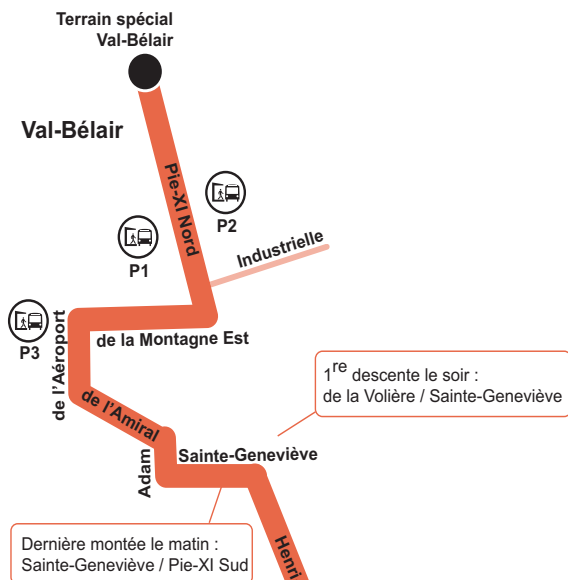 Terrain spécial
Val-Bélair
Val-Bélair
Pie-XI Nord
P2
P1
Industrielle
P3
de la Montagne Est
de l'Aéroport
1re descente le soir :
de la Volière / Sainte-Geneviève
de l'Amiral
Adam
Sainte-Geneviève
Dernière montée le matin :
Sainte-Geneviève / Pie-XI Sud
Henri